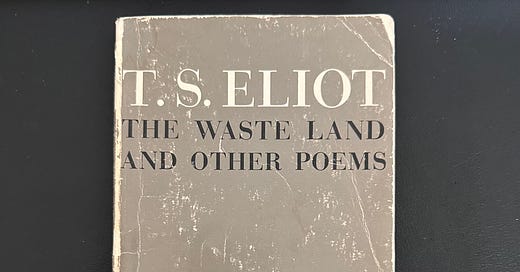 T. S. ELIOT
THE WASTE LAND
AND OTHER POEMS